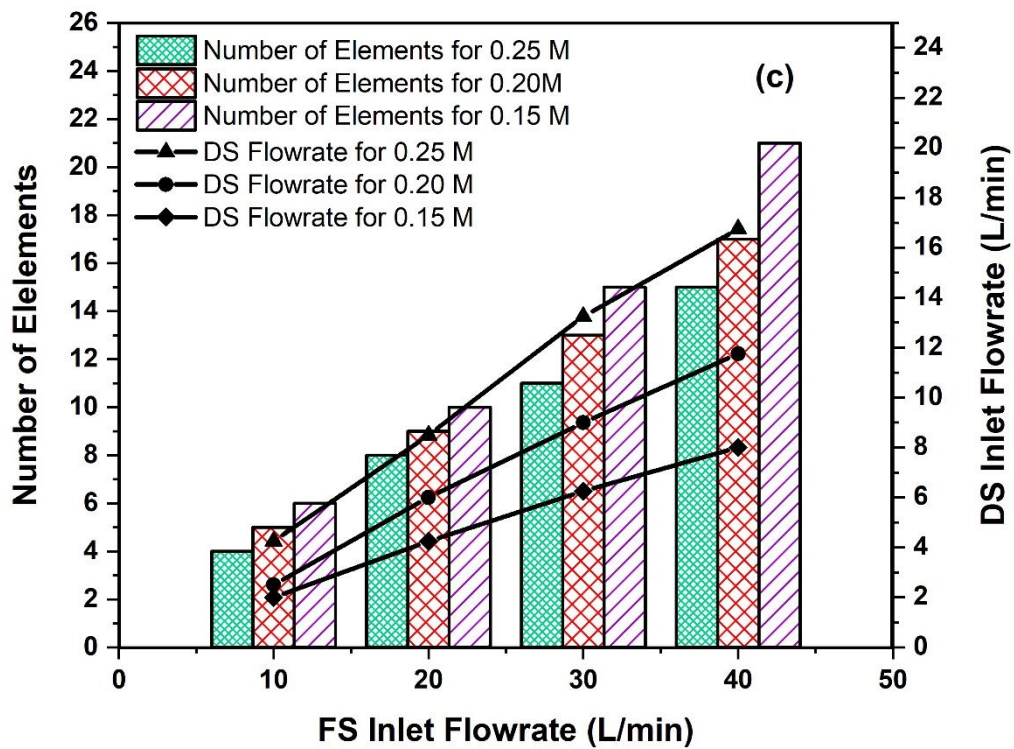 Number of Elements for 0.25 M
Number of Elements for 0.20M
Number of Elements for 0.15 M
DS Flowrate for 0.25 M
DS Flowrate for 0.20 M
DS Flowrate for 0.15 M
(c)
Number of Elelements
26
24
22
20
18
16
14
12
10
8
6
4
2
0
DS Inlet Flowrate (L/min)
24
22
20
18
16
14
12
10
8
6
4
2
0
0 10 20 30 40 50
FS Inlet Flowrate (L/min)